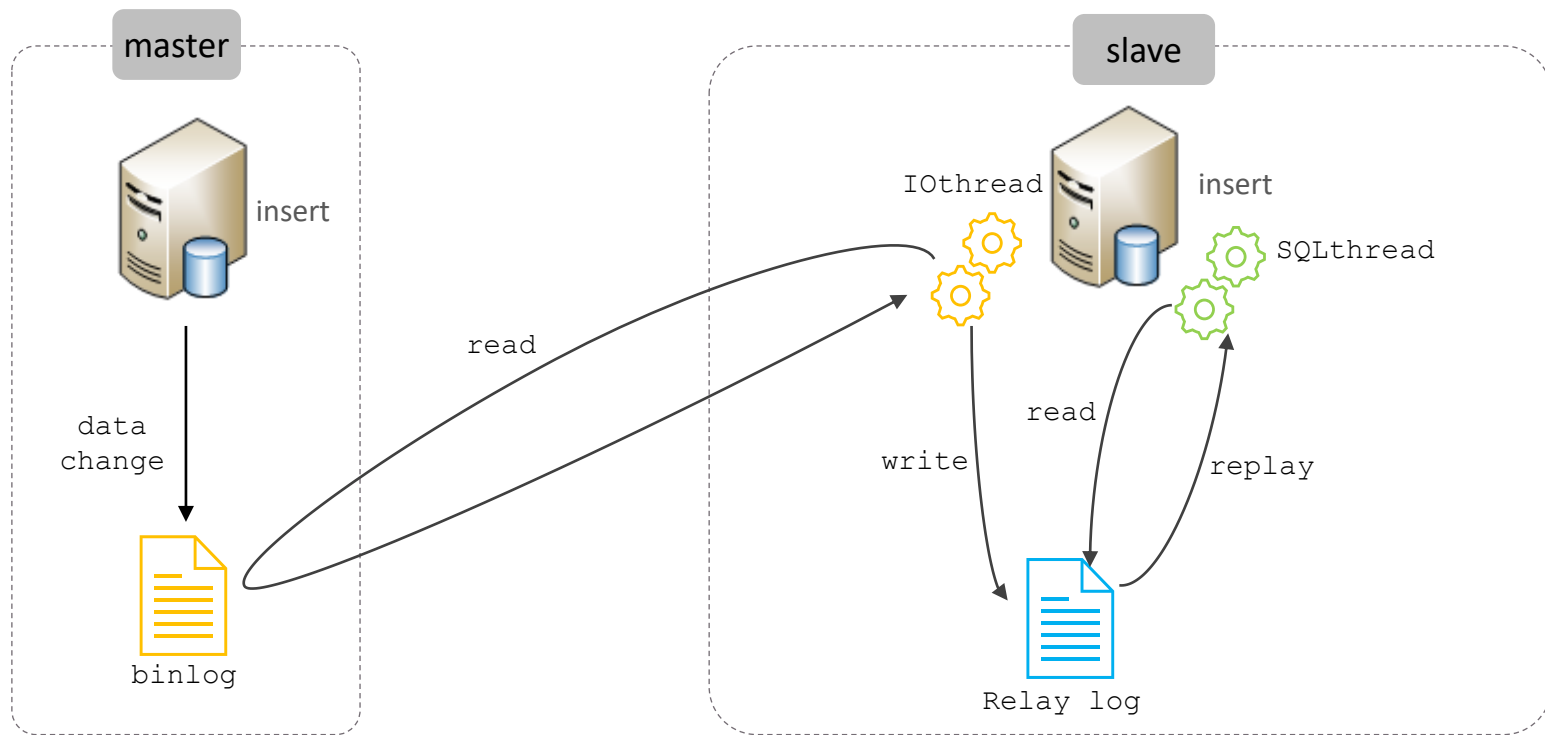 master
slave
insert
IOthread
insert
SQLthread
read
data
change
read
write
replay
binlog
Relay log